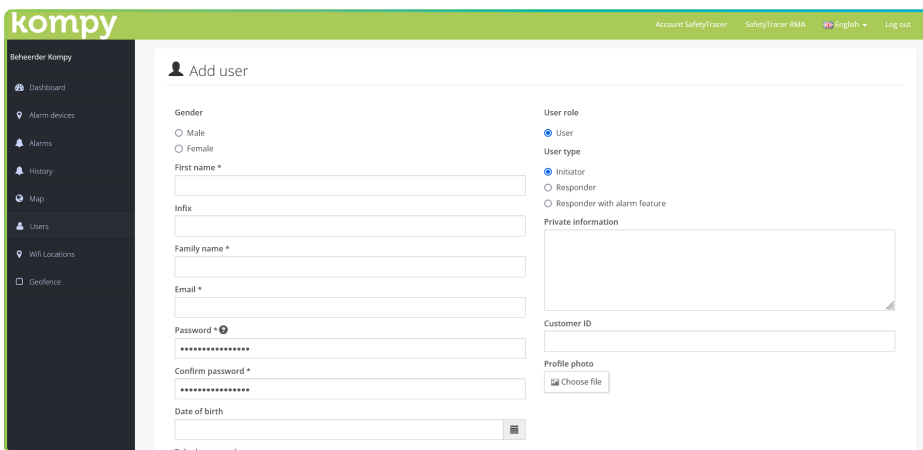 kompy
Account SafetyTracer
SafetyTracer RMA
English
Log out
Beheerder Kompy
Dashboard
Alarm devices
Alarms
History
Map
Users
Wifi Locations
Geofence
Add user
Gender
Male
Female
First name *
Infix
Family name *
Email *
Password *
Confirm password *
Date of birth
User role
User
User type
Initiator
Responder
Responder with alarm feature
Private information
Customer ID
Profile photo
Choose file